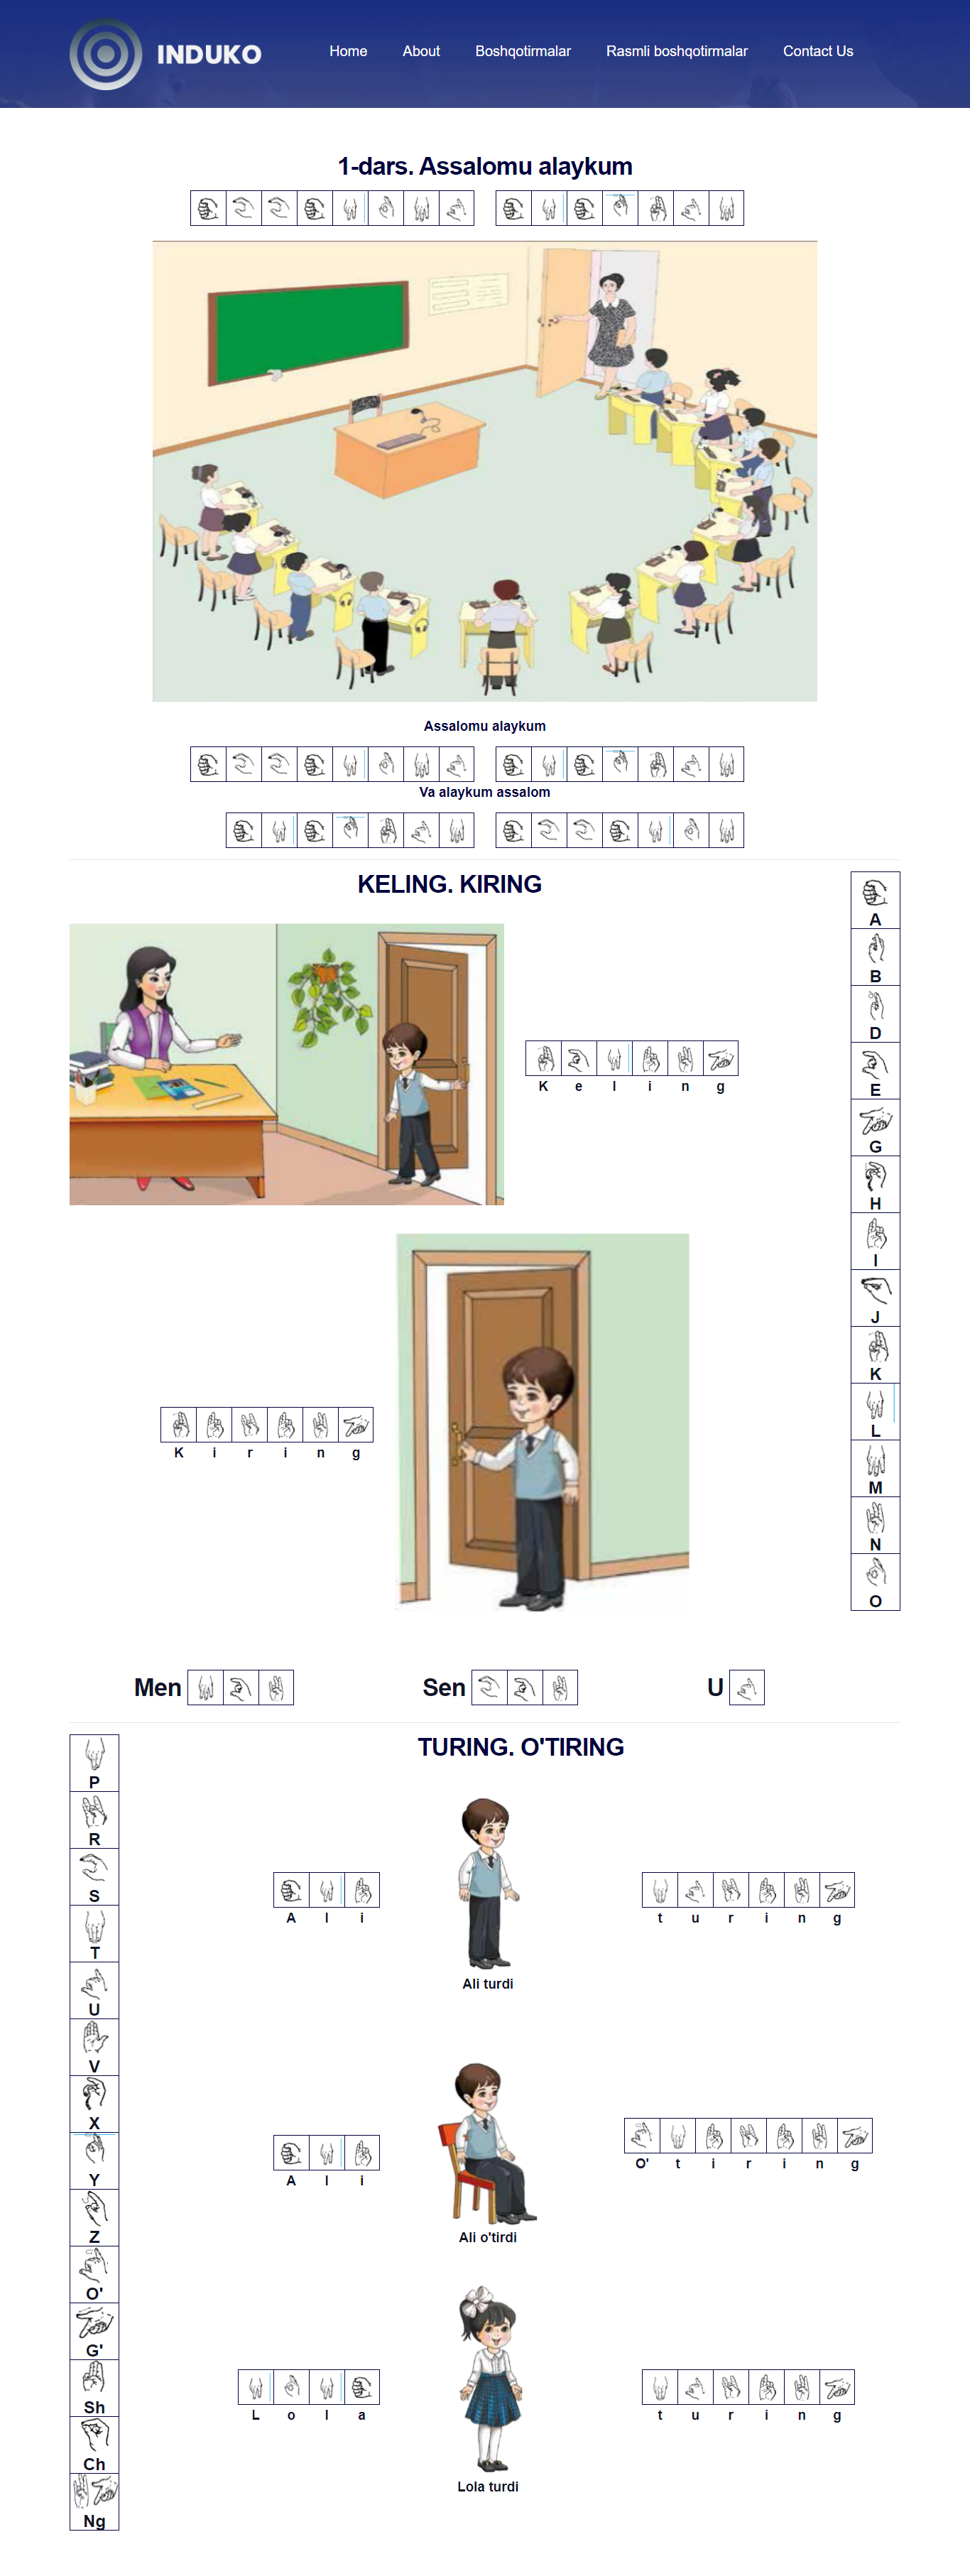 INDUKO
Home About Boshqotirmalar Rasmli boshqotirmalar Contact Us
1-dars. Assalomu alaykum
Assalomu alaykum
Va alaykum assalom
KELING. KIRING
A
B
D
E
G
H
I
J
K
L
M
N
O
K e l i n g
K i r i n g
Men
Sen
U
TURING. O'TIRING
P
R
S
T
U
V
X
Y
Z
O'
G'
Sh
Ch
Ng
A l i
t u r i n g
Ali turdi
A l i
O' t i r i n g
Ali o'tirdi
L o l a
t u r i n g
Lola turdi